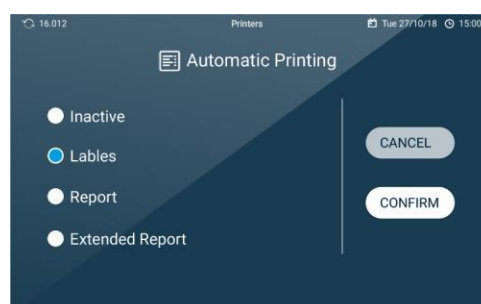 16.012 Printers Tue 27/10/18 15:00
Automatic Printing
Inactive
Lables
Report
Extended Report
CANCEL
CONFIRM